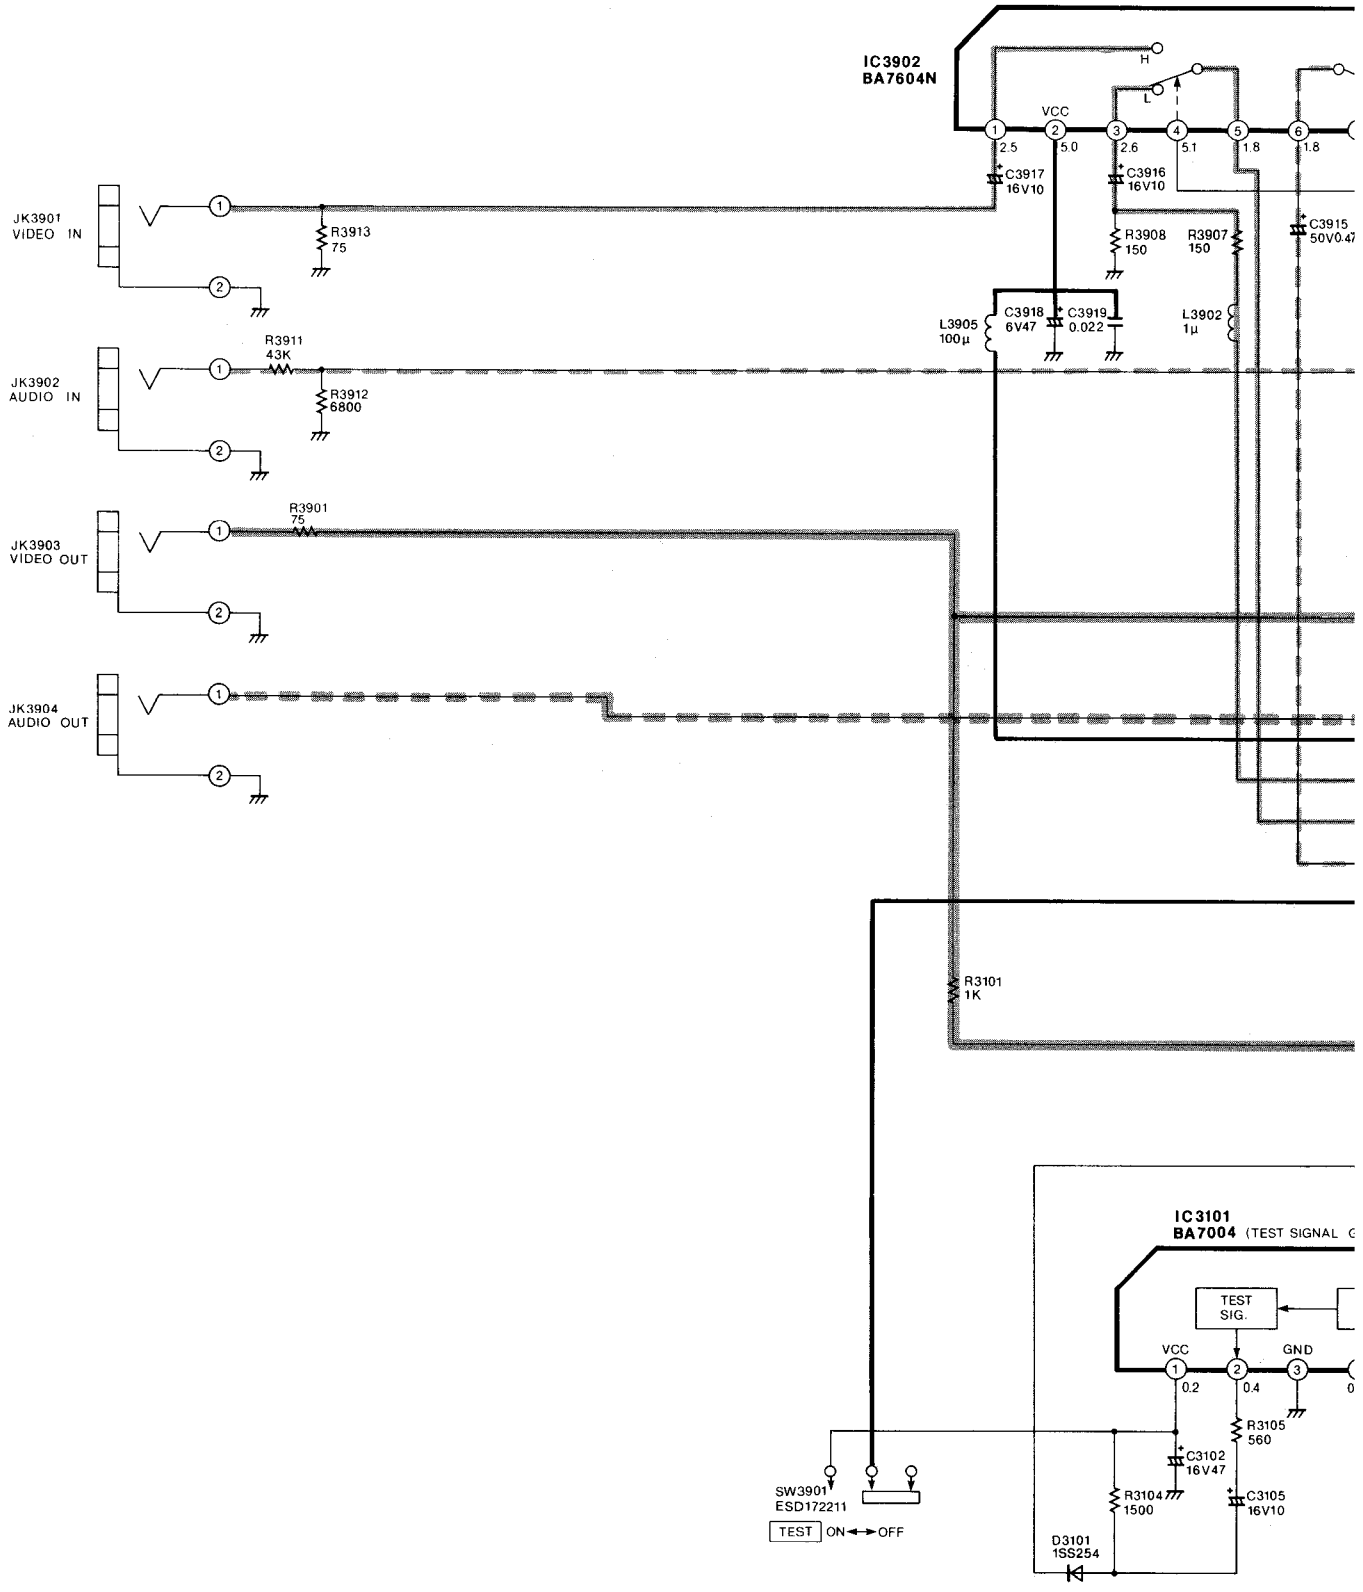 IC3902
BA7604N
H
L
VCC
1
2
3
4
5
6
2.5
5.0
2.6
5.1
1.8
1.8
C3917
16V10
C3916
16V10
JK3901
VIDEO IN
1
R3913
75
2
R3908
150
R3907
150
C3915
50V0.47
L3905
100μ
C3918
6V47
C3919
0.022
L3902
1μ
JK3902
AUDIO IN
1
R3911
43K
R3912
6800
2
JK3903
VIDEO OUT
1
R3901
75
2
JK3904
AUDIO OUT
1
2
R3101
1K
IC3101
BA7004 (TEST SIGNAL
TEST
SIG.
VCC
GND
1
2
3
0.2
0.4
0
R3105
560
C3102
16V47
R3104
1500
C3105
16V10
SW3901
ESD172211
TEST ON OFF
D3101
1SS254